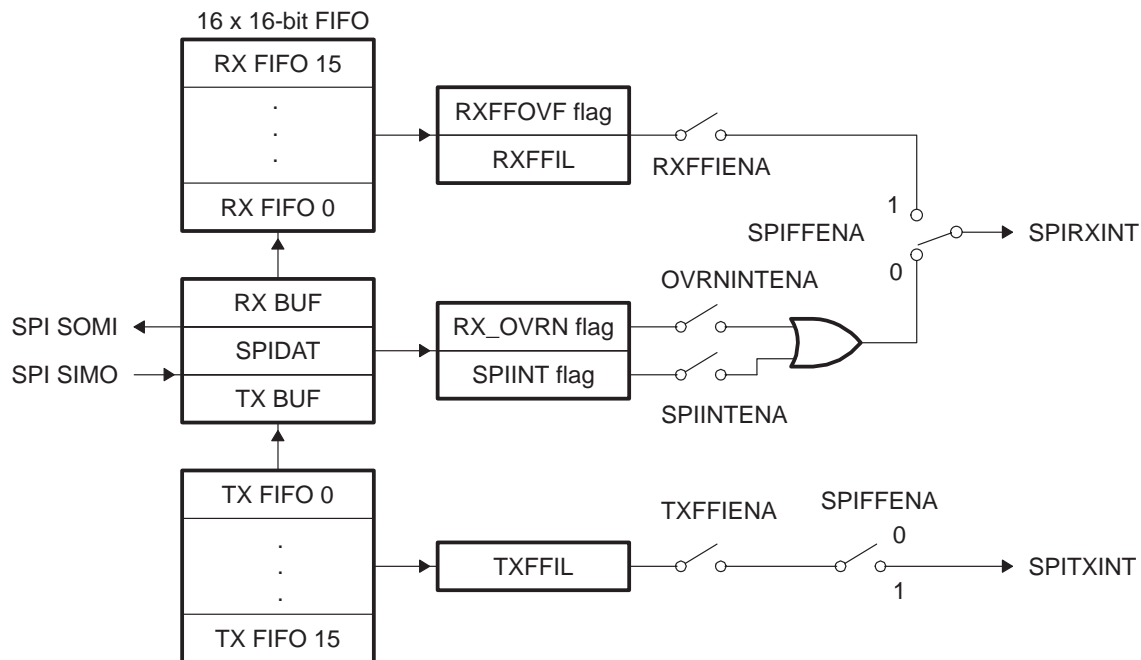 16 x 16-bit FIFO
RX FIFO 15
.
.
.
RX FIFO 0
RXFFOVF flag
RXFFIL
RXFFIENA
1
SPIFFENA
0
SPIRXINT
RX BUF
SPI SOMI
SPIDAT
SPI SIMO
TX BUF
OVRNINTENA
RX_OVRN flag
SPIINT flag
SPIINTENA
TX FIFO 0
.
.
.
TX FIFO 15
TXFFIL
TXFFIENA
SPIFFENA
0
1
SPITXINT